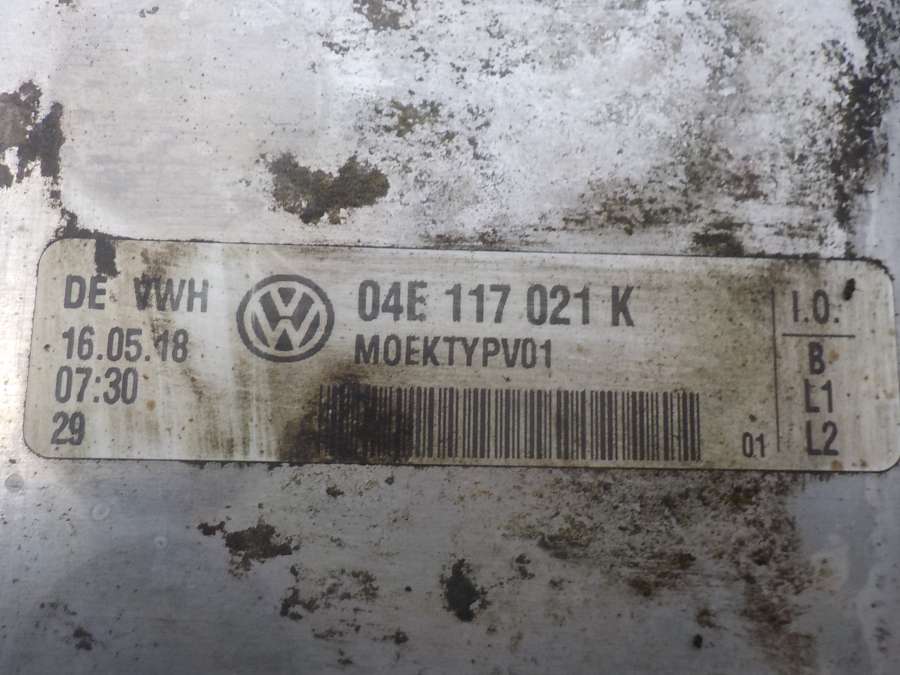 DE VWH
16.05.18
07:30
29
04E 117 021 K
MOEKTYPV01
01
I.O.
B
L1
L2